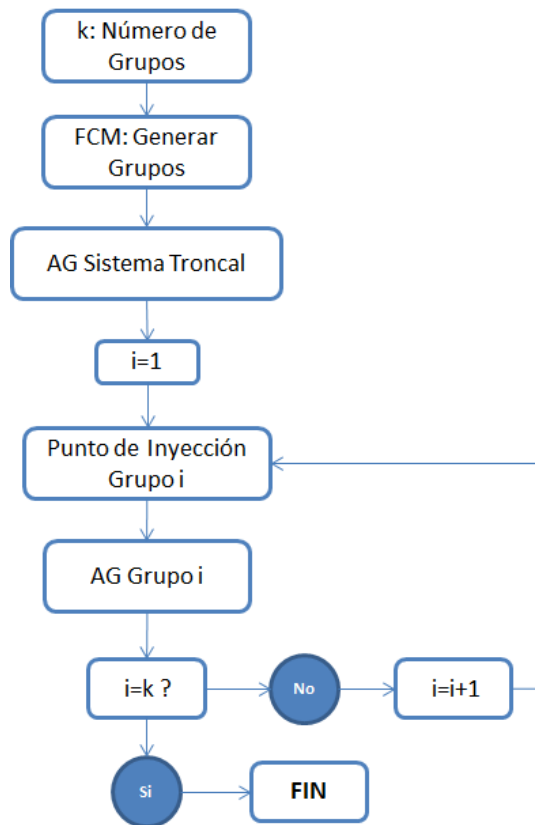 k: Número de
Grupos
FCM: Generar
Grupos
AG Sistema Troncal
i=1
Punto de Inyección
Grupo i
AG Grupo i
i=k ?
No
i=i+1
Si
FIN